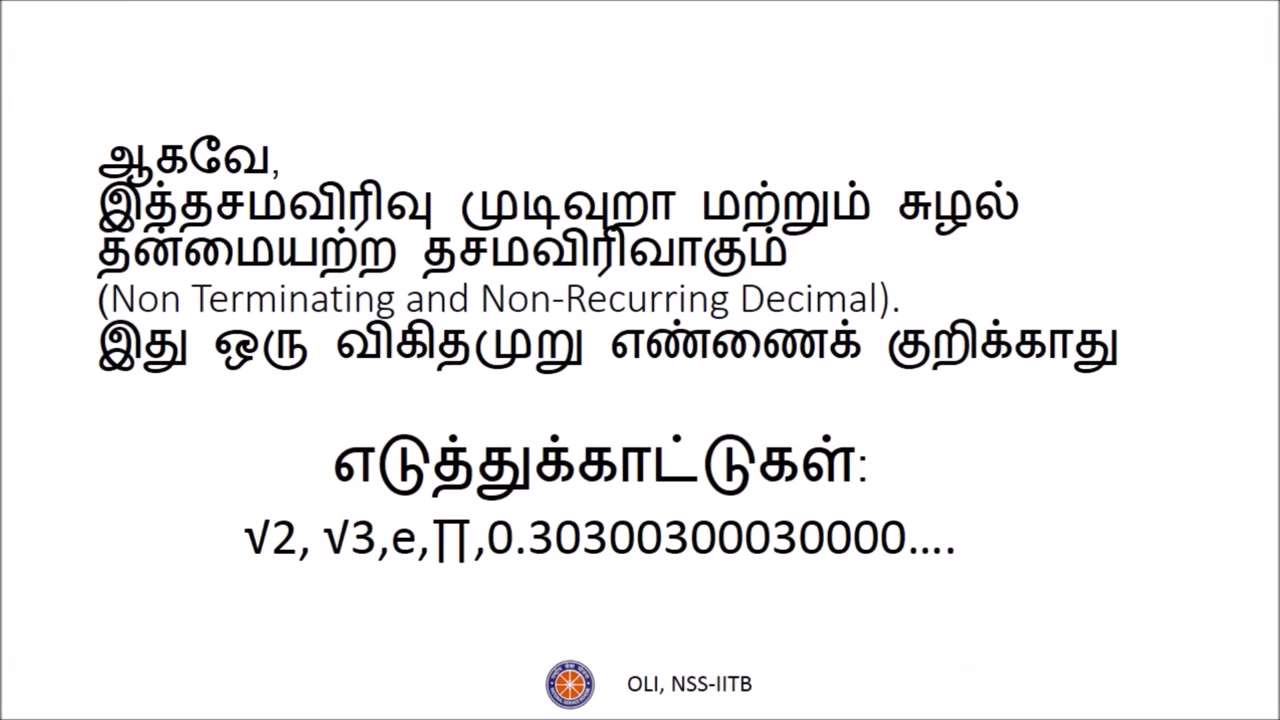 ஆகவே,
இத்தசமவிரிவு முடிவுறா மற்றும் சுழல்
தன்மையற்ற தசமவிரிவாகும்
(Non Terminating and Non-Recurring Decimal).
இது ஒரு விகிதமுறு எண்ணைக் குறிக்காது
எடுத்துக்காட்டுகள்:
√2, √3,e,∏,0.30300300030000....
OLI, NSS-IITB